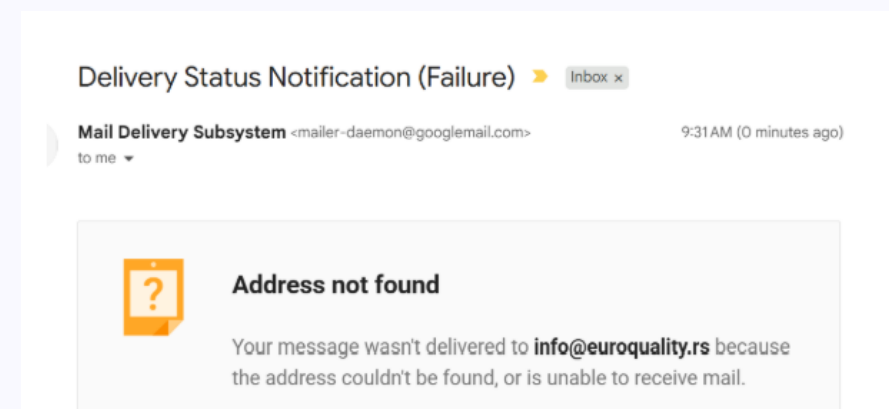 Delivery Status Notification (Failure) Inbox x
Mail Delivery Subsystem <mailer-daemon@googlemail.com> 9:31 AM (0 minutes ago)
to me
?
Address not found
Your message wasn't delivered to info@euroquality.rs because
the address couldn't be found, or is unable to receive mail.